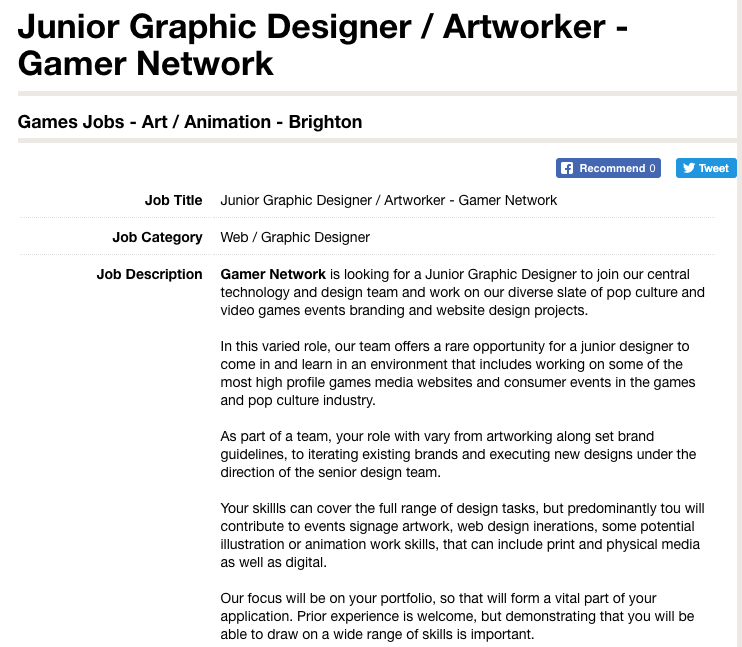 Junior Graphic Designer / Artworker -
Gamer Network
Games Jobs - Art / Animation - Brighton
Recommend 0
Tweet
Job Title Junior Graphic Designer / Artworker - Gamer Network
Job Category Web / Graphic Designer
Job Description Gamer Network is looking for a Junior Graphic Designer to join our central
technology and design team and work on our diverse slate of pop culture and
video games events branding and website design projects.
In this varied role, our team offers a rare opportunity for a junior designer to
come in and learn in an environment that includes working on some of the
most high profile games media websites and consumer events in the games
and pop culture industry.
As part of a team, your role with vary from artworking along set brand
guidelines, to iterating existing brands and executing new designs under the
direction of the senior design team.
Your skillls can cover the full range of design tasks, but predominantly tou will
contribute to events signage artwork, web design inerations, some potential
illustration or animation work skills, that can include print and physical media
as well as digital.
Our focus will be on your portfolio, so that will form a vital part of your
application. Prior experience is welcome, but demonstrating that you will be
able to draw on a wide range of skills is important.